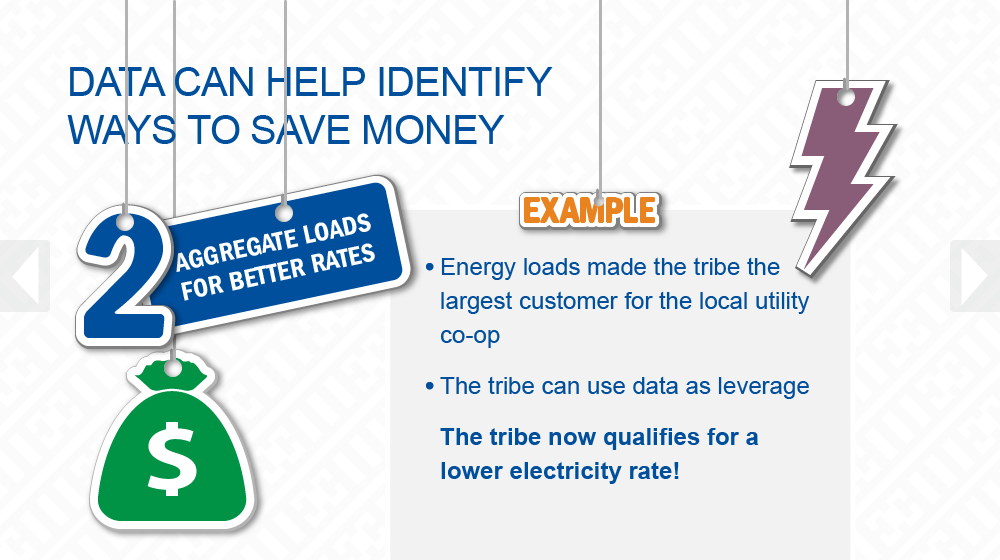 DATA CAN HELP IDENTIFY
WAYS TO SAVE MONEY
2
AGGREGATE LOADS
FOR BETTER RATES
$
EXAMPLE
• Energy loads made the tribe the
largest customer for the local utility
co-op
• The tribe can use data as leverage
The tribe now qualifies for a
lower electricity rate!